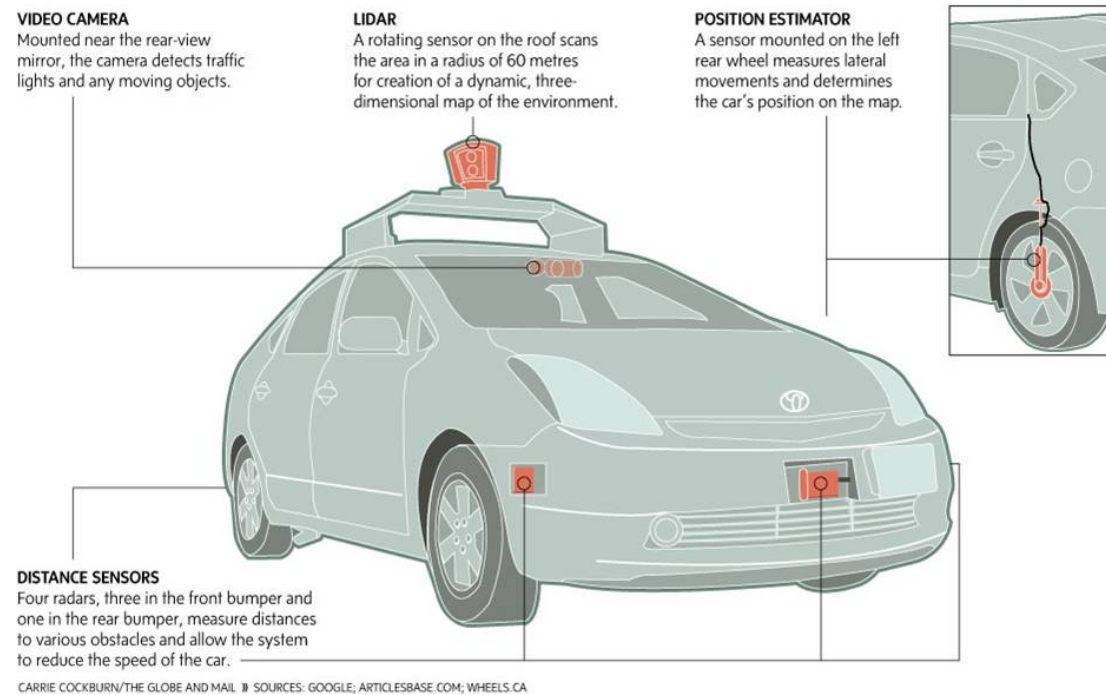 VIDEO CAMERA
Mounted near the rear-view
mirror, the camera detects traffic
lights and any moving objects.
LIDAR
A rotating sensor on the roof scans
the area in a radius of 60 metres
for creation of a dynamic, three-
dimensional map of the environment.
POSITION ESTIMATOR
A sensor mounted on the left
rear wheel measures lateral
movements and determines
the car's position on the map.
DISTANCE SENSORS
Four radars, three in the front bumper and
one in the rear bumper, measure distances
to various obstacles and allow the system
to reduce the speed of the car.
CARRIE COCKBURN/THE GLOBE AND MAIL » SOURCES: GOOGLE; ARTICLESBASE.COM; WHEELS.CA